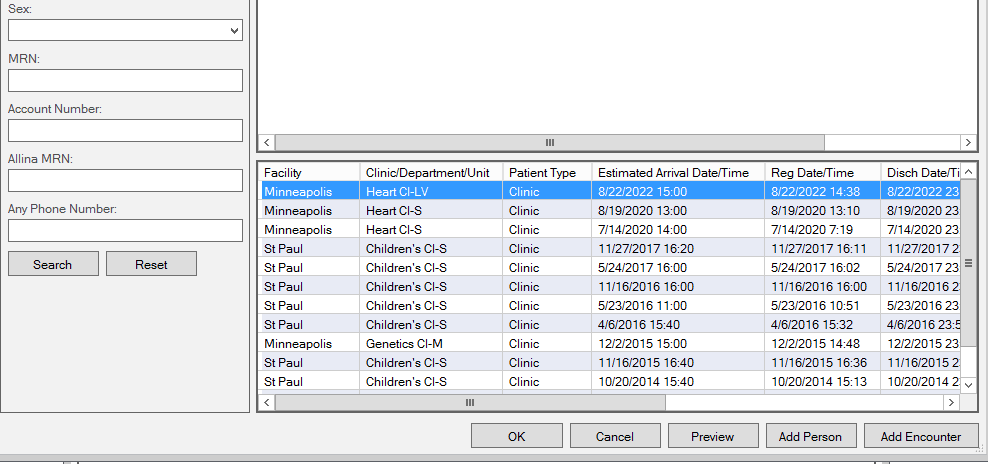 Sex:
MRN:
Account Number:
Allina MRN:
Any Phone Number:
Search Reset
Facility Clinic/Department/Unit Patient Type Estimated Arrival Date/Time Reg Date/Time Disch Date/Ti
Minneapolis Heart Cl-LV Clinic 8/22/2022 15:00 8/22/2022 14:38 8/22/2022 23
Minneapolis Heart Cl-S Clinic 8/19/2020 13:00 8/19/2020 13:10 8/19/2020 23
Minneapolis Heart Cl-S Clinic 7/14/2020 14:00 7/14/2020 7:19 7/14/2020 23
St Paul Children's Cl-S Clinic 11/27/2017 16:20 11/27/2017 16:11 11/27/2017 2
St Paul Children's Cl-S Clinic 5/24/2017 16:00 5/24/2017 16:02 5/24/2017 23
St Paul Children's Cl-S Clinic 11/16/2016 16:00 11/16/2016 16:00 11/16/2016 2
St Paul Children's Cl-S Clinic 5/23/2016 11:00 5/23/2016 10:51 5/23/2016 23
St Paul Children's Cl-S Clinic 4/6/2016 15:40 4/6/2016 15:32 4/6/2016 23:5
Minneapolis Genetics Cl-M Clinic 12/2/2015 15:00 12/2/2015 14:48 12/2/2015 23
St Paul Children's Cl-S Clinic 11/16/2015 16:40 11/16/2015 16:36 11/16/2015 2
St Paul Children's Cl-S Clinic 10/20/2014 15:40 10/20/2014 15:13 10/20/2014 2
OK Cancel Preview Add Person Add Encounter